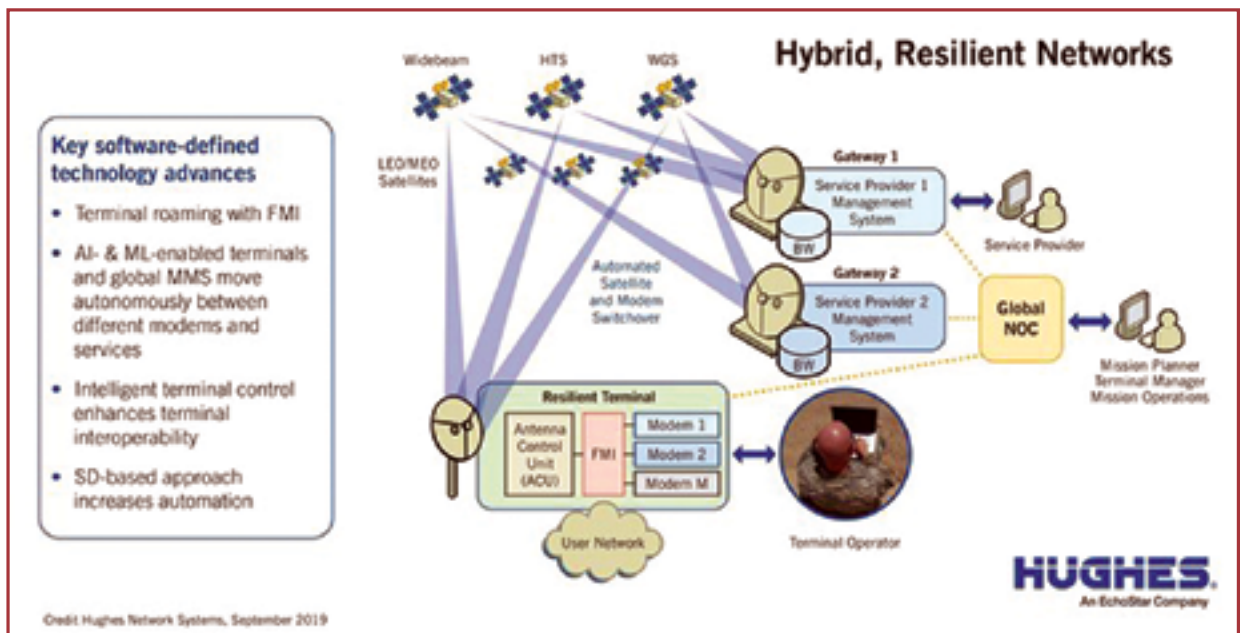 Hybrid, Resilient Networks
Widebeam
HTS
WGS
Key software-defined
technology advances
• Terminal roaming with FMI
• AI- & ML-enabled terminals
and global MMS move
autonomously between
different modems and
services
• Intelligent terminal control
enhances terminal
interoperability
• SD-based approach
increases automation
LEO/MEO
Satellites
Automated
Satellite
and Modem
Switchover
Gateway 1
Service Provider 1
Management
System
BW
Service Provider
Gateway 2
Service Provider 2
Management
System
BW
Global
NOC
Mission Planner
Terminal Manager
Mission Operations
Resilient Terminal
Antenna
Control
Unit
(ACU)
FMI
Modem 1
Modem 2
Modem M
User Network
Terminal Operator
HUGHES®
An EchoStar Company
Credit Hughes Network Systems, September 2019